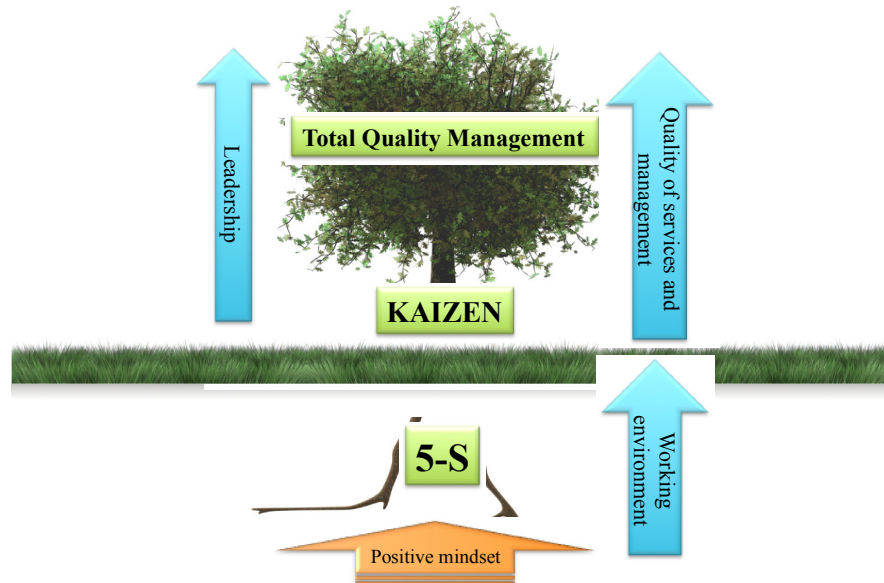 Total Quality Management
Leadership
Quality of services and
management
KAIZEN
5-S
Working
environment
Positive mindset